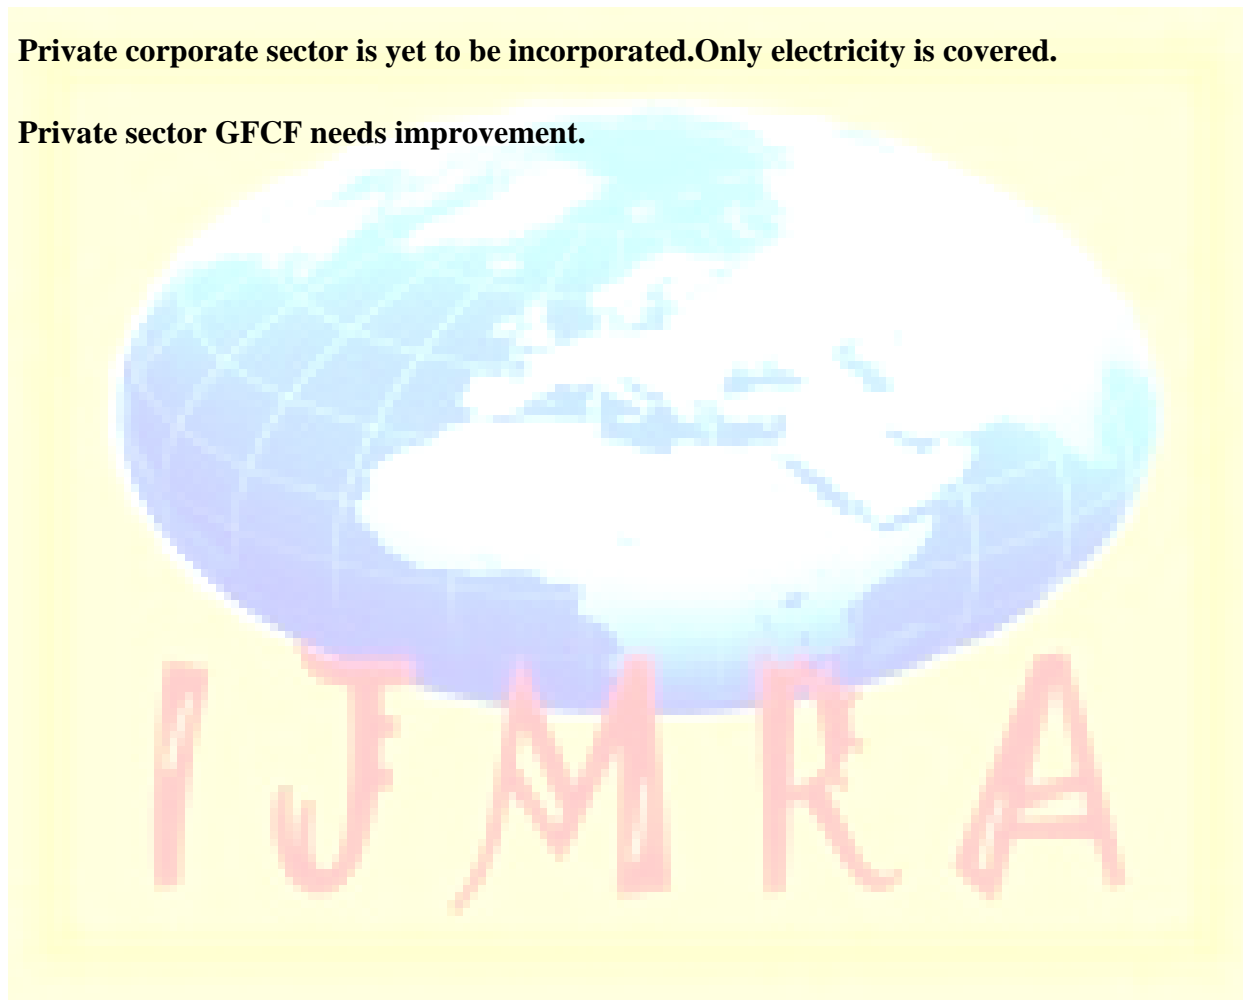 Private corporate sector is yet to be incorporated.Only electricity is covered.
Private sector GFCF needs improvement.
IJMRA